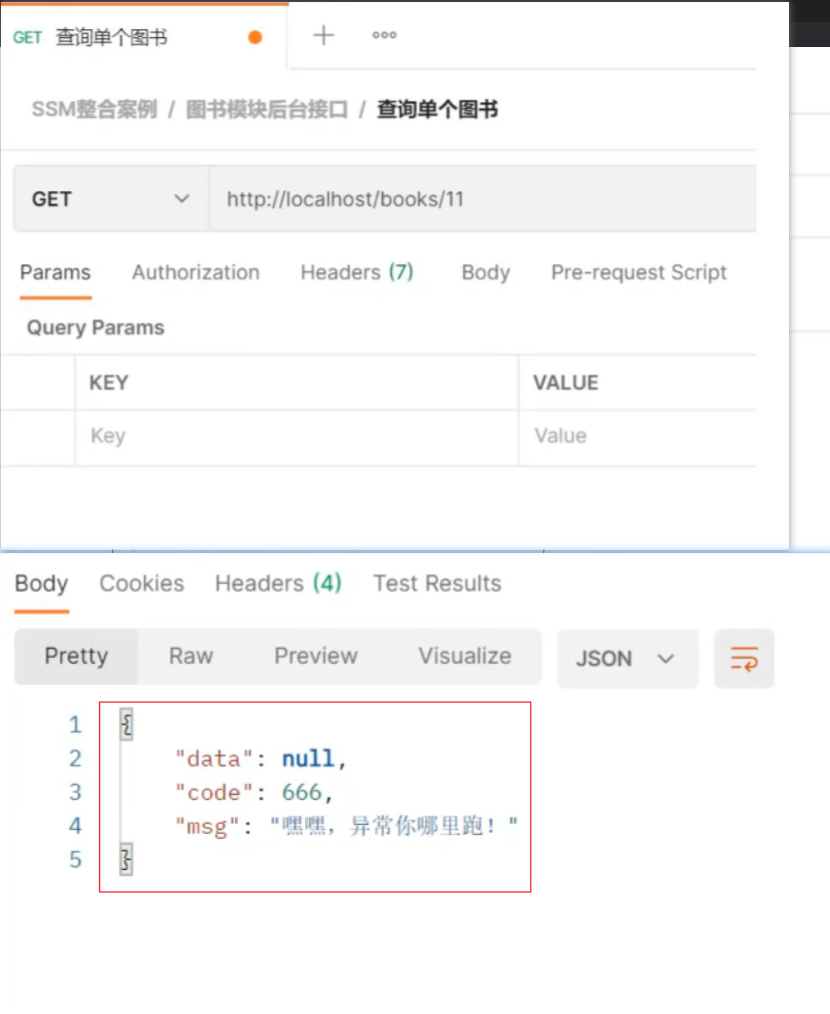 GET 查询单个图书
SSM整合案例 / 图书模块后台接口 / 查询单个图书
GET http://localhost/books/11
Params Authorization Headers (7) Body Pre-request Script
Query Params
KEY VALUE
Key Value
Body Cookies Headers (4) Test Results
Pretty Raw Preview Visualize JSON
1 {
2 "data": null,
3 "code": 666,
4 "msg": "嘿嘿，异常你哪里跑！"
5 }